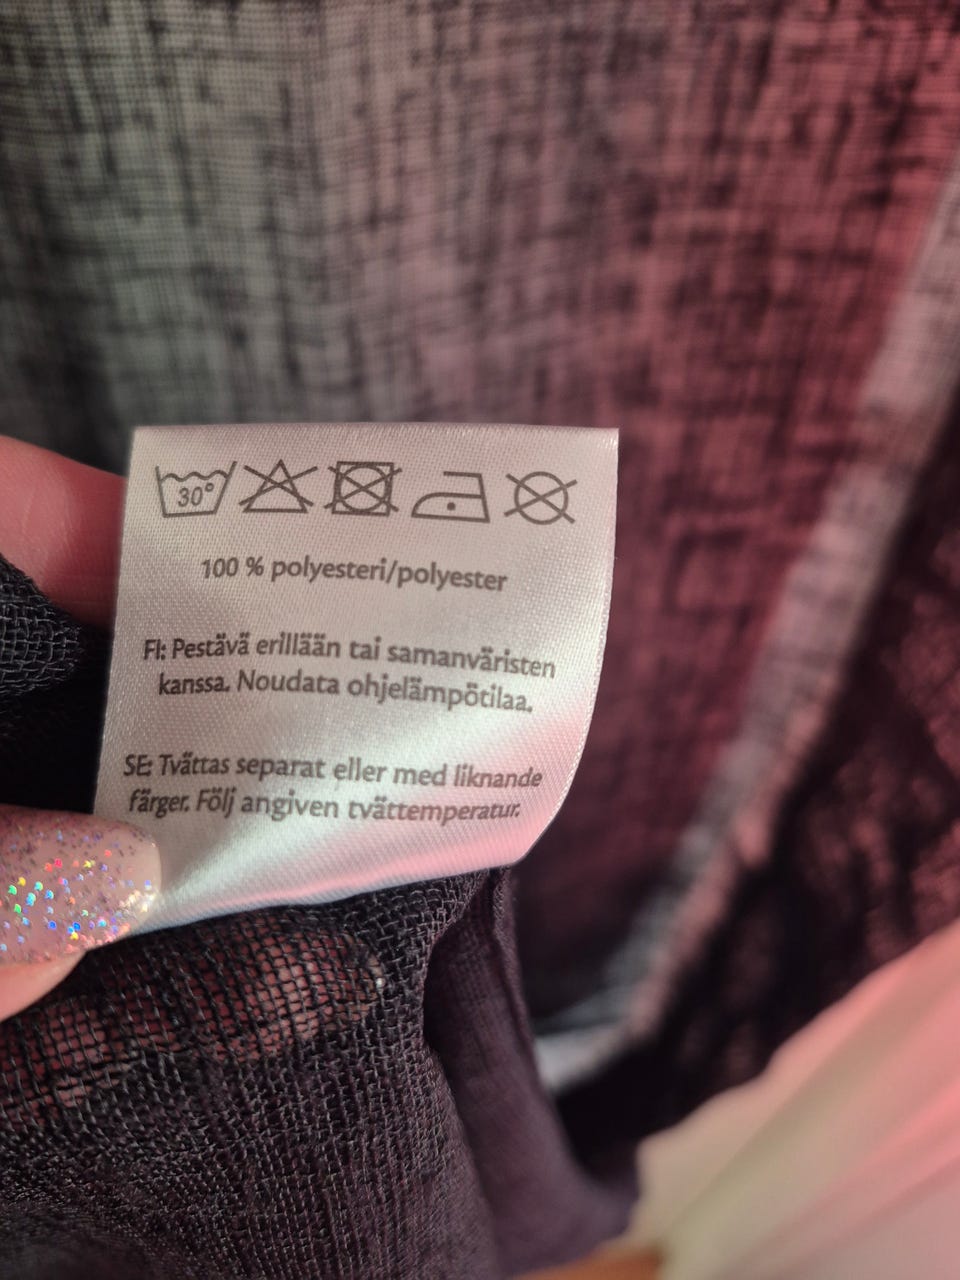 30°
100 % polyesteri/polyester
FI: Pestävä erillään tai samanväristen
kanssa. Noudata ohjelämpötilaa.
SE: Tvättas separat eller med liknande
färger. Följ angiven tvättemperatur.